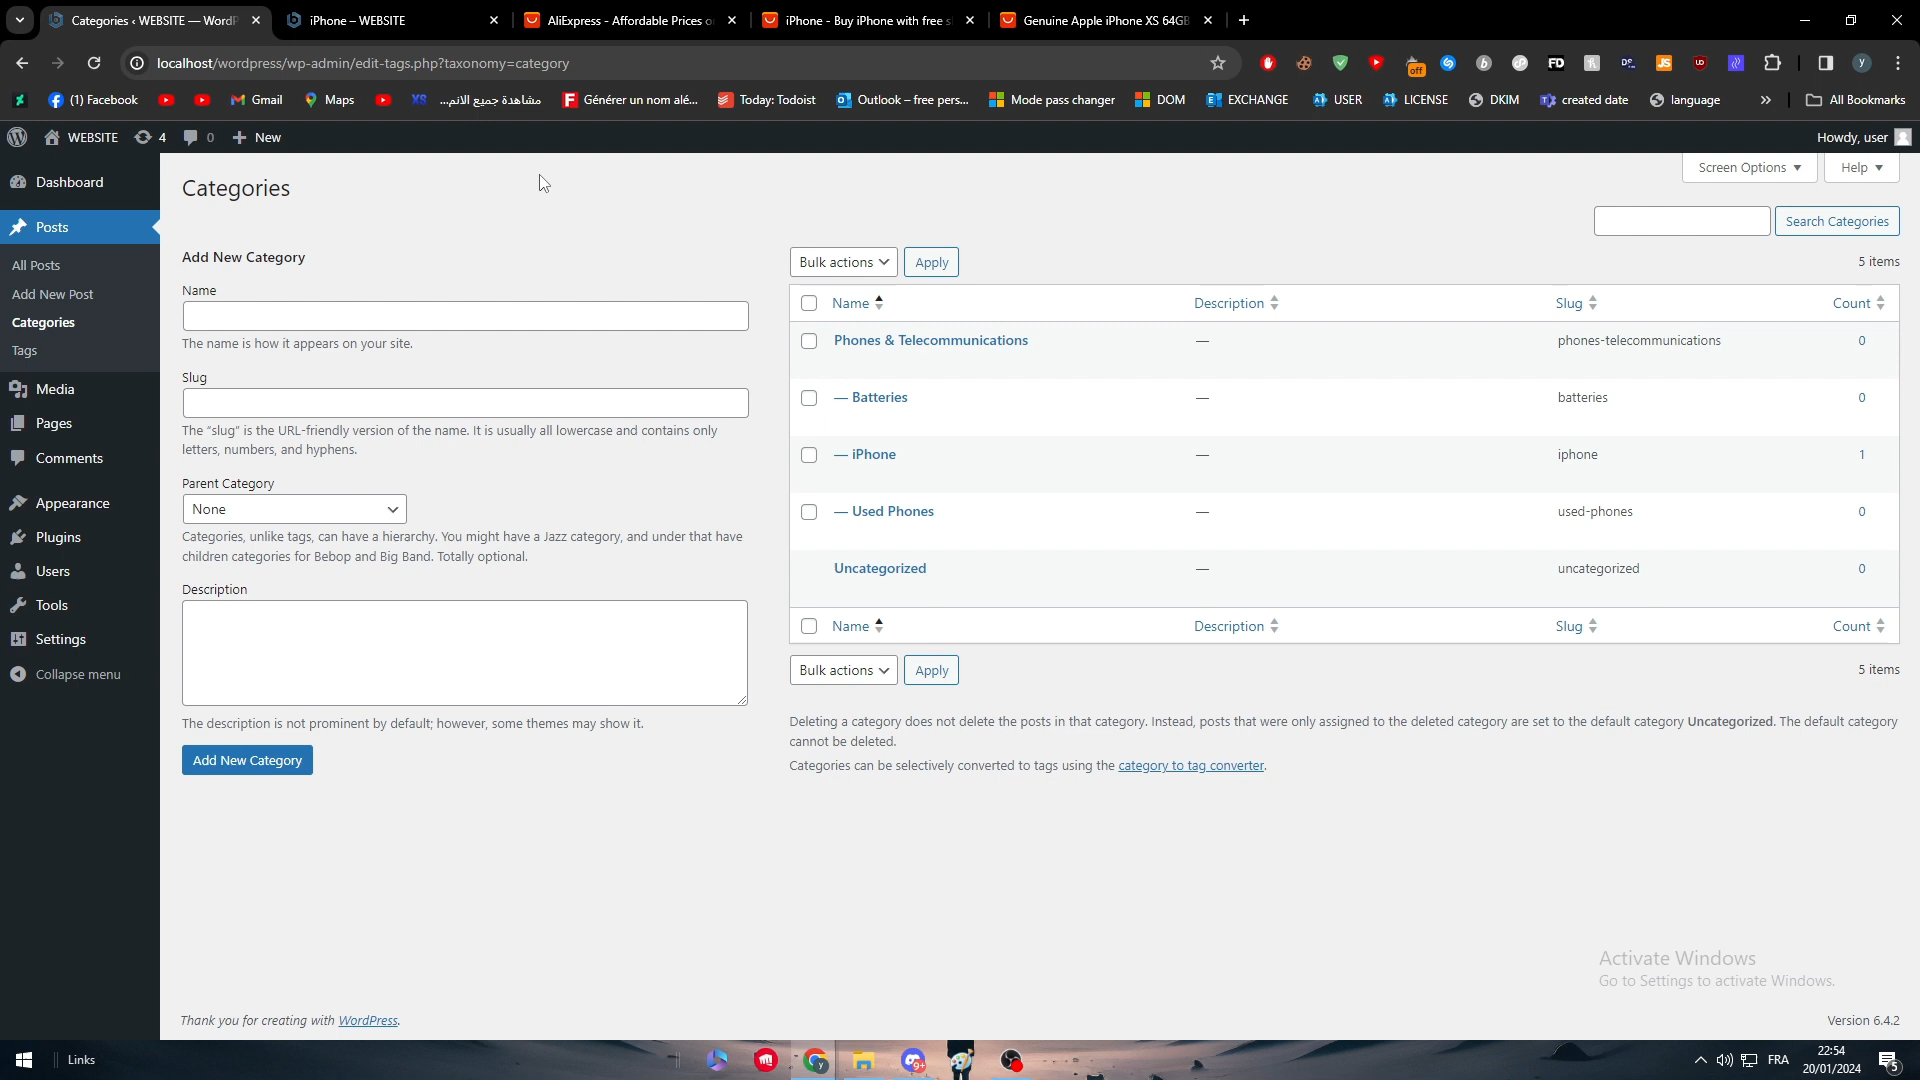 Categories ‹ WEBSITE — WordP
iPhone – WEBSITE
AliExpress - Affordable Prices o
iPhone - Buy iPhone with free s
Genuine Apple iPhone XS 64GB
localhost/wordpress/wp-admin/edit-tags.php?taxonomy=category
off
FD
JS
y
(1) Facebook
Gmail
Maps
مشاهدة جميع الانم...
Générer un nom alé...
Today: Todoist
Outlook – free pers...
Mode pass changer
DOM
EXCHANGE
USER
LICENSE
DKIM
created date
language
»
All Bookmarks
WEBSITE
4
0
New
Howdy, user
Dashboard
Posts
All Posts
Add New Post
Categories
Tags
Media
Pages
Comments
Appearance
Plugins
Users
Tools
Settings
Collapse menu
Categories
Screen Options
Help
Search Categories
Add New Category
Name
The name is how it appears on your site.
Slug
The “slug” is the URL-friendly version of the name. It is usually all lowercase and contains only
letters, numbers, and hyphens.
Parent Category
None
Categories, unlike tags, can have a hierarchy. You might have a Jazz category, and under that have
children categories for Bebop and Big Band. Totally optional.
Description
The description is not prominent by default; however, some themes may show it.
Add New Category
Bulk actions
Apply
5 items
Name Description Slug Count
Phones & Telecommunications — phones-telecommunications 0
— Batteries — batteries 0
— iPhone — iphone 1
— Used Phones — used-phones 0
Uncategorized — uncategorized 0
Name Description Slug Count
Bulk actions
Apply
5 items
Deleting a category does not delete the posts in that category. Instead, posts that were only assigned to the deleted category are set to the default category Uncategorized. The default category
cannot be deleted.
Categories can be selectively converted to tags using the category to tag converter.
Activate Windows
Go to Settings to activate Windows.
Thank you for creating with WordPress.
Version 6.4.2
Links
9+
FRA
22:54
20/01/2024
5